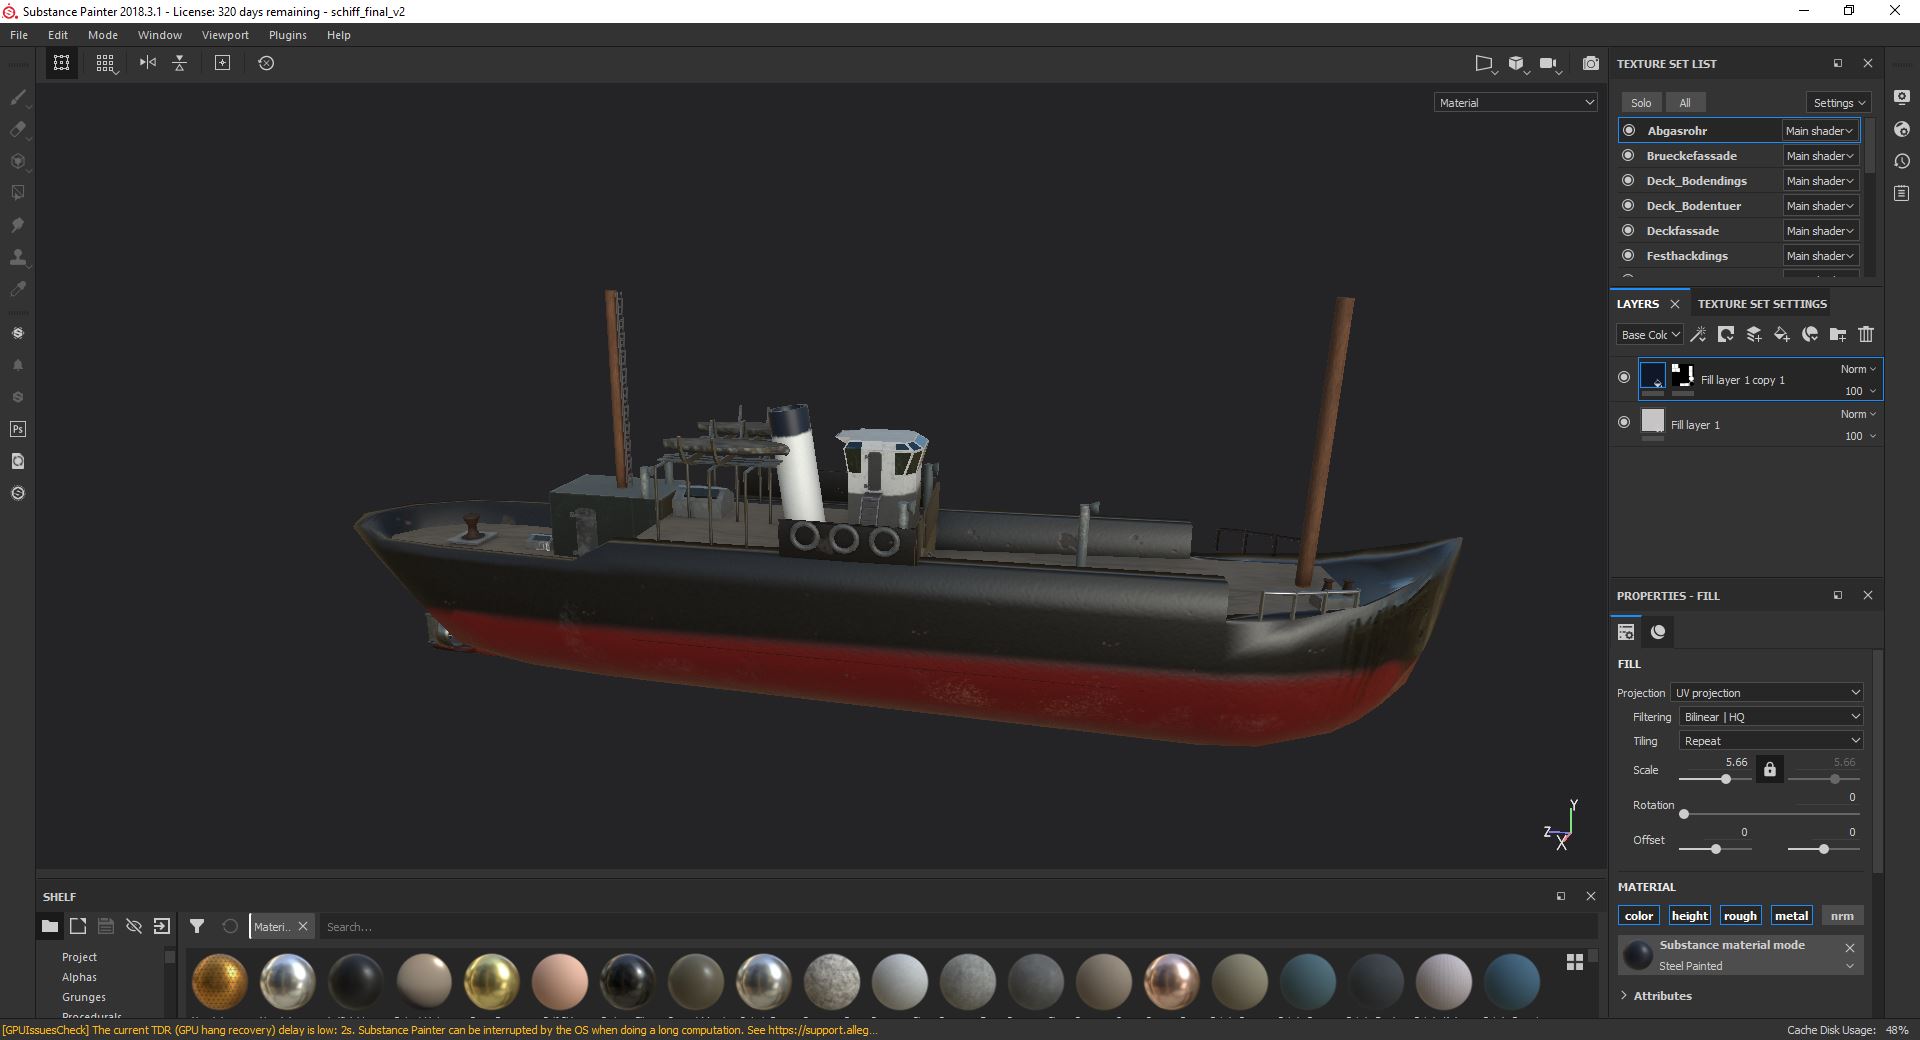 Substance Painter 2018.3.1 - License: 320 days remaining - schiff_final_v2
File Edit Mode Window Viewport Plugins Help
Material
TEXTURE SET LIST
Solo All Settings
Abgasrohr Main shader
Brueckefassade Main shader
Deck_Bodendings Main shader
Deck_Bodentuer Main shader
Deckfassade Main shader
Festhackdings Main shader
LAYERS TEXTURE SET SETTINGS
Base Colc
Fill layer 1 copy 1 Norm 100
Fill layer 1 Norm 100
Ps
PROPERTIES - FILL
FILL
Projection UV projection
Filtering Bilinear | HQ
Tiling Repeat
Scale 5.66 5.66
Rotation 0
Offset 0 0
MATERIAL
color height rough metal nrm
Substance material mode
Steel Painted
Attributes
Y
Z
X
SHELF
Materi.. Search...
Project
Alphas
Grunges
[GPUIssuesCheck] The current TDR (GPU hang recovery) delay is low: 2s. Substance Painter can be interrupted by the OS when doing a long computation. See https://support.alleg...
Cache Disk Usage: 48%